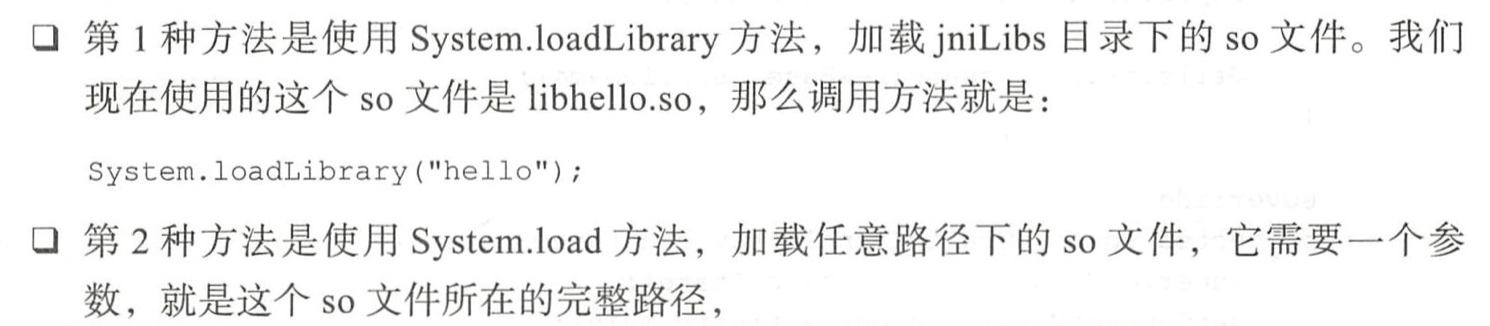 ❑ 第 1 种方法是使用 System.loadLibrary 方法，加载 jniLibs 目录下的 so 文件。我们
现在使用的这个 so 文件是 libhello.so，那么调用方法就是：
System.loadLibrary("hello");
❑ 第 2 种方法是使用 System.load 方法，加载任意路径下的 so 文件，它需要一个参
数，就是这个 so 文件所在的完整路径，